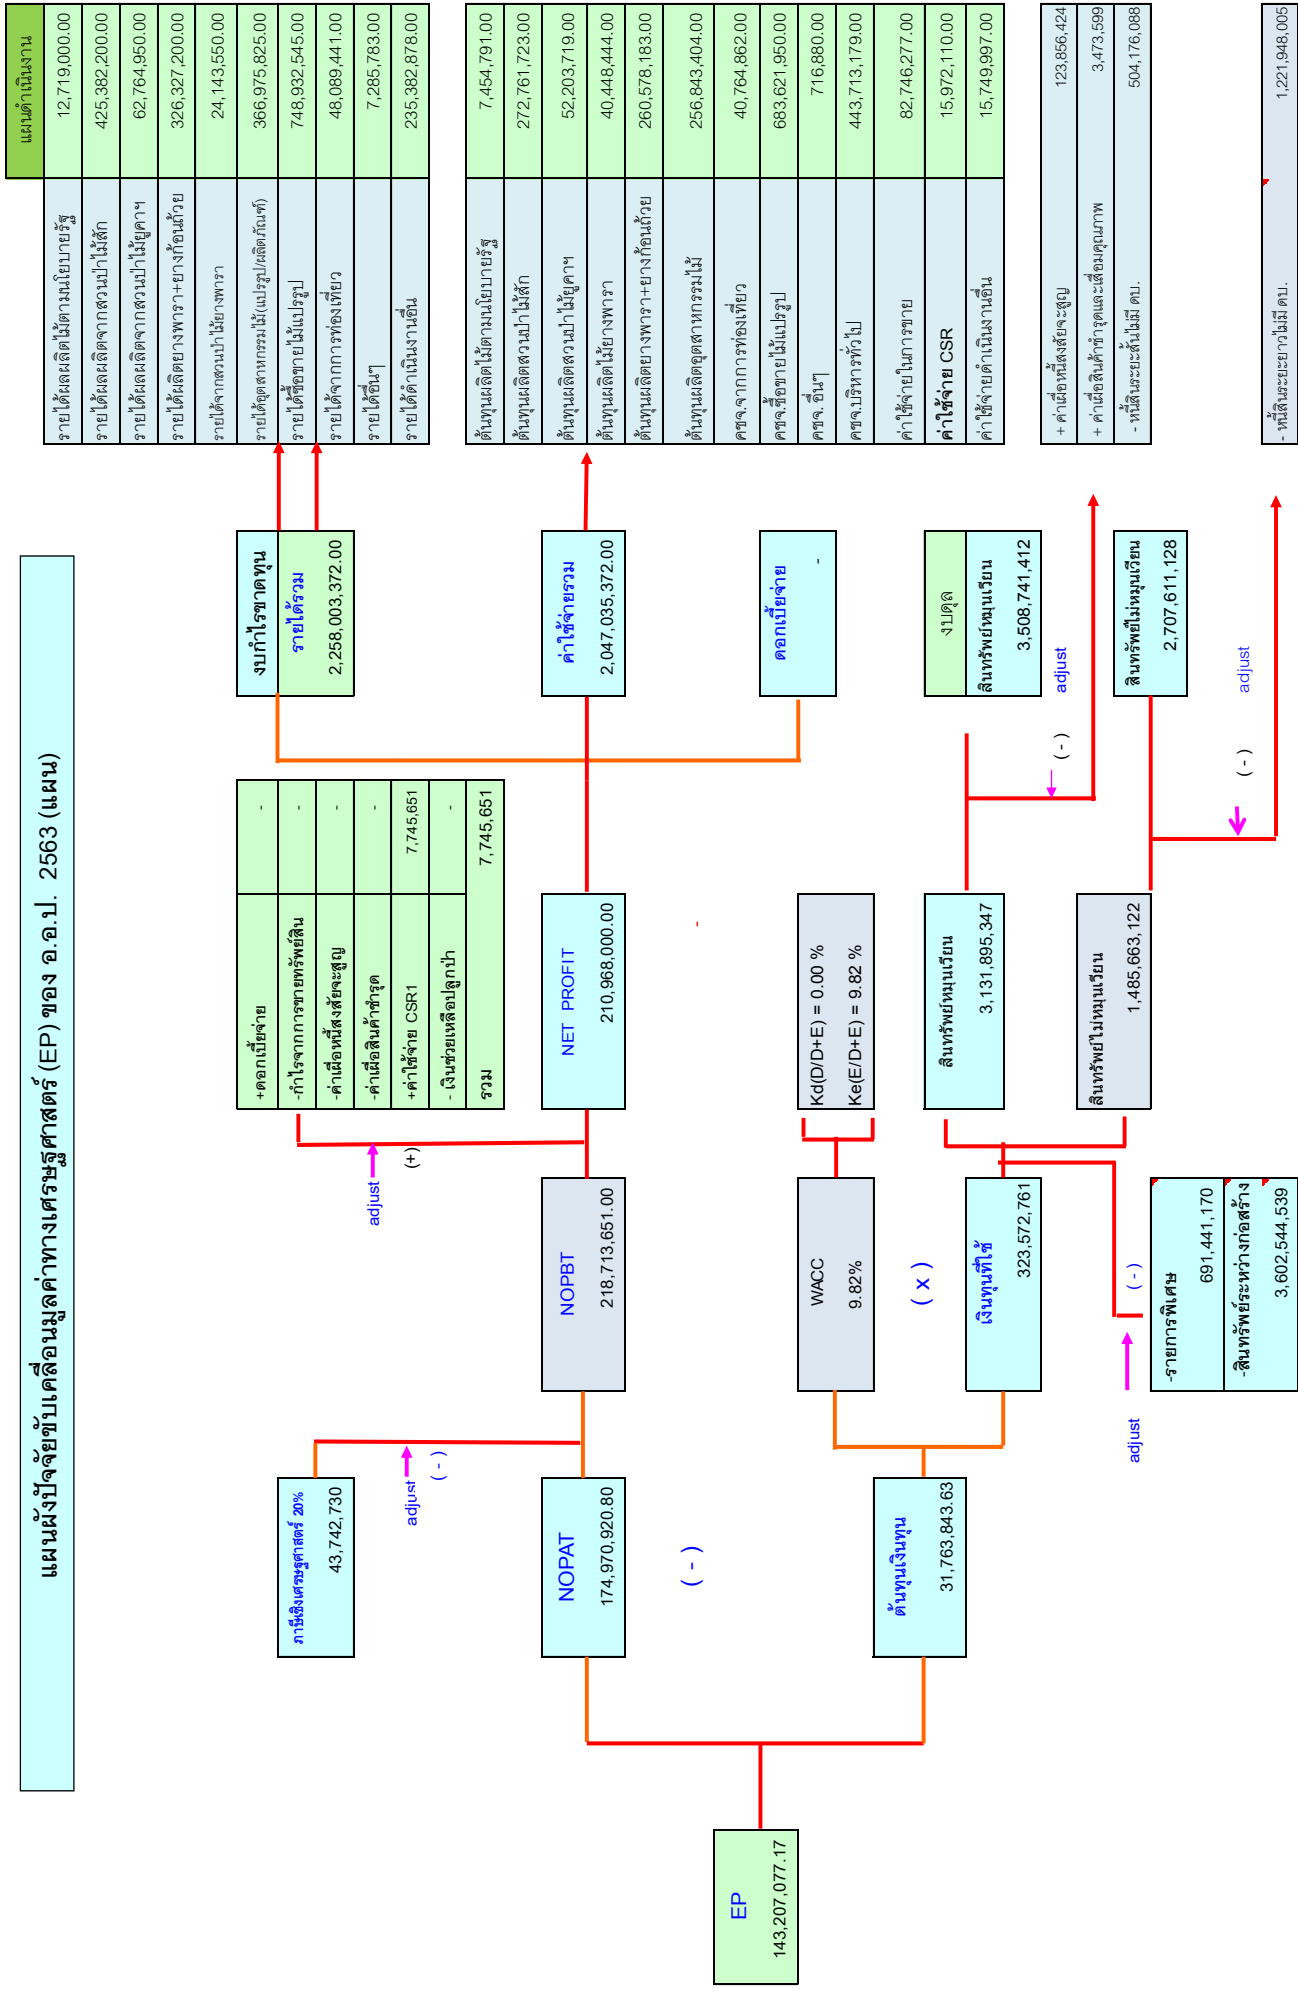 แผนผังปัจจัยขับเคลื่อนมูลค่าทางเศรษฐศาสตร์ (EP) ของ อ.อ.ป. 2563 (แผน)
แผนดำเนินงาน
รายได้ผลผลิตไม้ตามนโยบายรัฐ 12,719,000.00
รายได้ผลผลิตจากสวนป่าไม้สัก 425,382,200.00
รายได้ผลผลิตจากสวนป่าไม้ยูคาฯ 62,764,950.00
รายได้ผลิตยางพารา+ยางก้อนถ้วย 326,327,200.00
รายได้จากสวนป่าไม้ยางพารา 24,143,550.00
รายได้อุตสาหกรรมไม้(แปรรูป/ผลิตภัณฑ์) 366,975,825.00
รายได้ซื้อขายไม้แปรรูป 748,932,545.00
รายได้จากการท่องเที่ยว 48,089,441.00
รายได้อื่นๆ 7,285,783.00
รายได้ดำเนินงานอื่น 235,382,878.00
งบกำไรขาดทุน
รายได้รวม
2,258,003,372.00
+ดอกเบี้ยจ่าย -
-กำไรจากการขายทรัพย์สิน -
-ค่าเผื่อหนี้สงสัยจะสูญ -
-ค่าเผื่อสินค้าชำรุด -
+ค่าใช้จ่าย CSR1 7,745,651
- เงินช่วยเหลือปลูกป่า -
รวม 7,745,651
adjust
(+)
ภาษีเชิงเศรษฐศาสตร์ 20%
43,742,730
adjust
( - )
ต้นทุนผลิตไม้ตามนโยบายรัฐ 7,454,791.00
ต้นทุนผลิตสวนป่าไม้สัก 272,761,723.00
ต้นทุนผลิตสวนป่าไม้ยูคาฯ 52,203,719.00
ต้นทุนผลิตไม้ยางพารา 40,448,444.00
ต้นทุนผลิตยางพารา+ยางก้อนถ้วย 260,578,183.00
ต้นทุนผลิตอุตสาหกรรมไม้ 256,843,404.00
คชจ.จากการท่องเที่ยว 40,764,862.00
คชจ.ซื้อขายไม้แปรรูป 683,621,950.00
คชจ. อื่นๆ 716,880.00
คชจ.บริหารทั่วไป 443,713,179.00
ค่าใช้จ่ายในการขาย 82,746,277.00
ค่าใช้จ่าย CSR 15,972,110.00
ค่าใช้จ่ายดำเนินงานอื่น 15,749,997.00
ค่าใช้จ่ายรวม
2,047,035,372.00
NET PROFIT
210,968,000.00
NOPBT
218,713,651.00
NOPAT
174,970,920.80
( - )
-
ดอกเบี้ยจ่าย
-
EP
143,207,077.17
Kd(D/D+E) = 0.00 %
Ke(E/D+E) = 9.82 %
WACC
9.82%
( x )
ต้นทุนเงินทุน
31,763,843.63
เงินทุนที่ใช้
323,572,761
งบดุล
สินทรัพย์หมุนเวียน
3,508,741,412
สินทรัพย์หมุนเวียน
3,131,895,347
( - )
adjust
+ ค่าเผื่อหนี้สงสัยจะสูญ 123,856,424
+ ค่าเผื่อสินค้าชำรุดและเสื่อมคุณภาพ 3,473,599
- หนี้สินระยะสั้นไม่มี ดบ. 504,176,088
สินทรัพย์ไม่หมุนเวียน
2,707,611,128
สินทรัพย์ไม่หมุนเวียน
1,485,663,122
adjust
( - )
-รายการพิเศษ
691,441,170
-สินทรัพย์ระหว่างก่อสร้าง
3,602,544,539
( - )
adjust
- หนี้สินระยะยาวไม่มี ดบ. 1,221,948,005